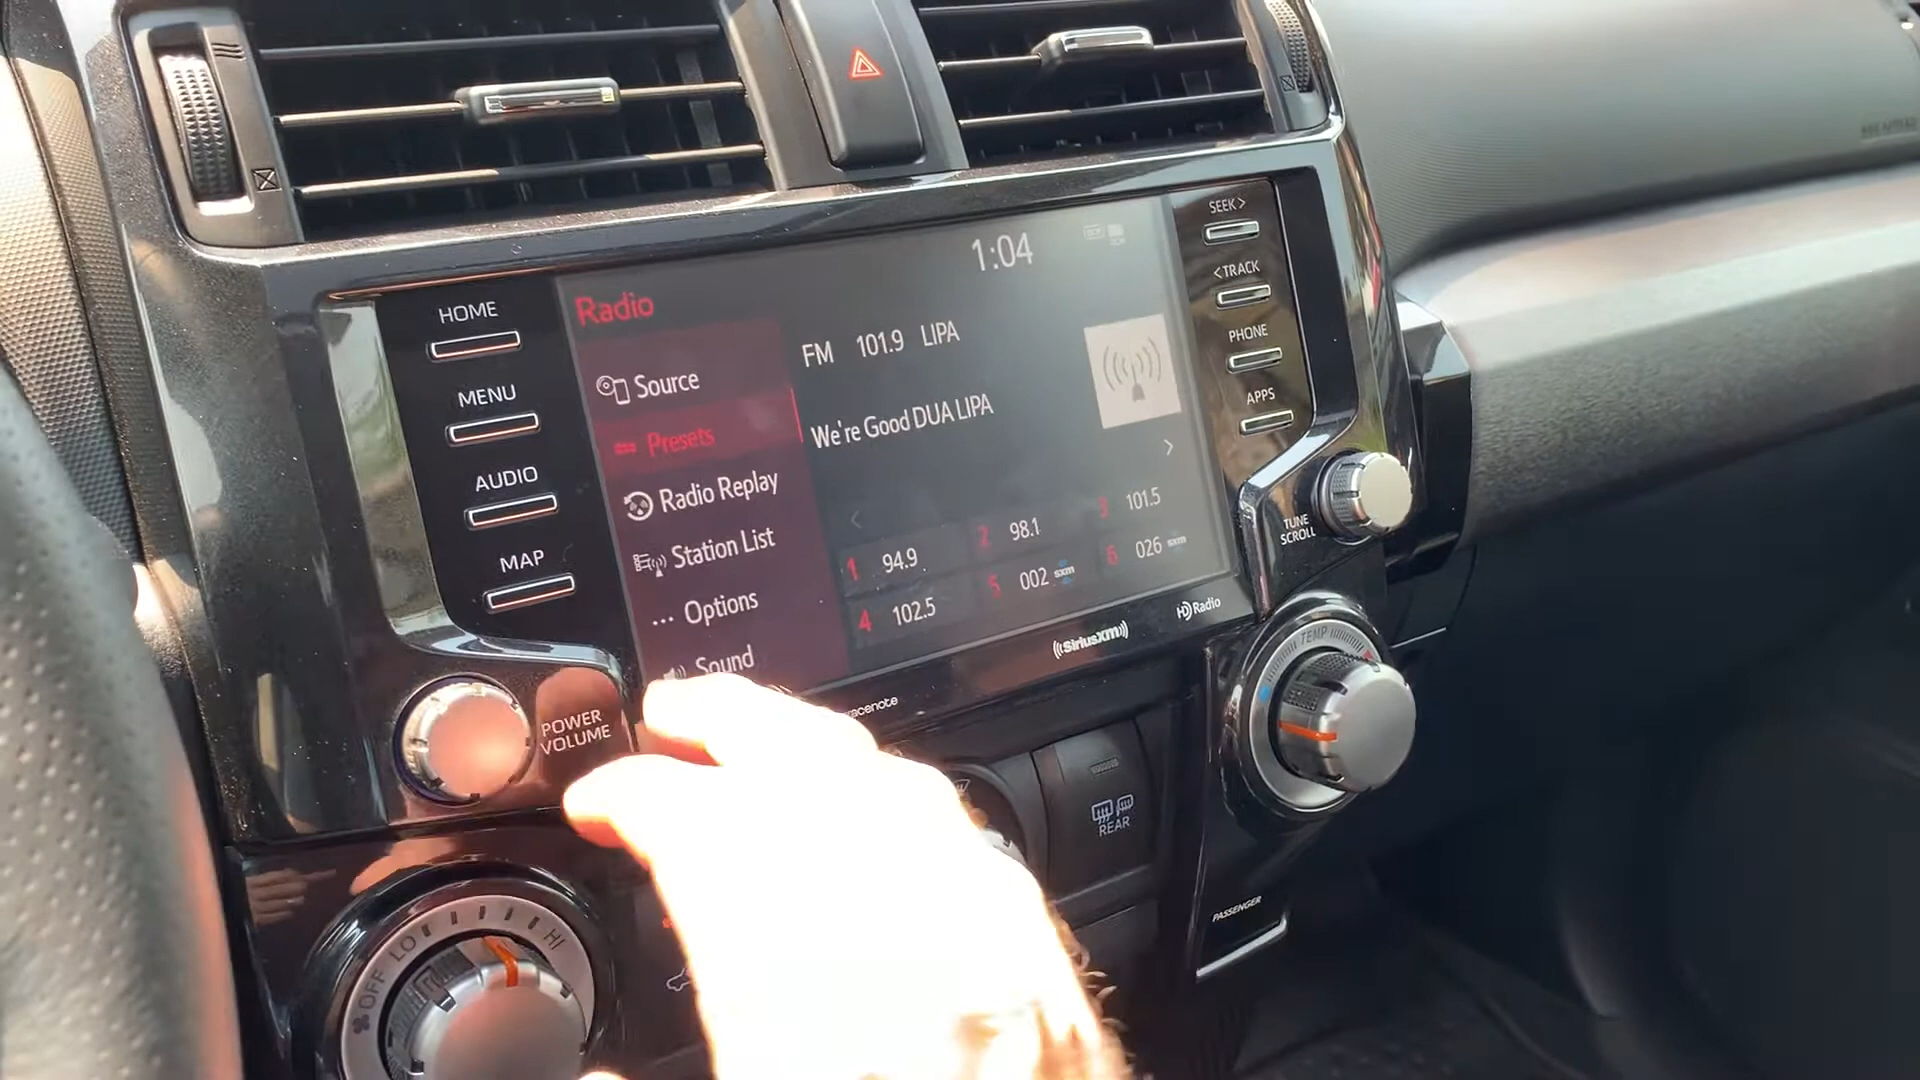 HOME
MENU
AUDIO
MAP
POWER
VOLUME
1:04
Radio
Source
Presets
Radio Replay
Station List
... Options
Sound
FM 101.9 LIPA
We're Good DUA LIPA
1 94.9
2 98.1
3 101.5
4 102.5
5 002 sxm
6 026 sxm
SEEK >
< TRACK
PHONE
APPS
TUNE
SCROLL
((SiriusXM))
HD Radio
TEMP
REAR
PASSENGER
OFF LO HI